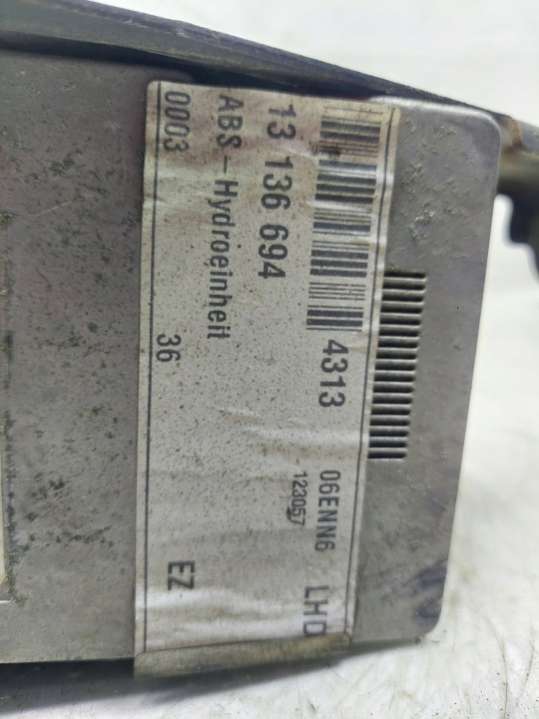 4313 06ENN6 LHD
13 136 694 123057
ABS-Hydroeinheit
0003 36 EZ